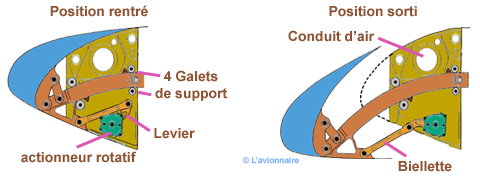 Position rentré
4 Galets
de support
Levier
actionneur rotatif
Position sorti
Conduit d'air
Biellette
© L'avionnaire